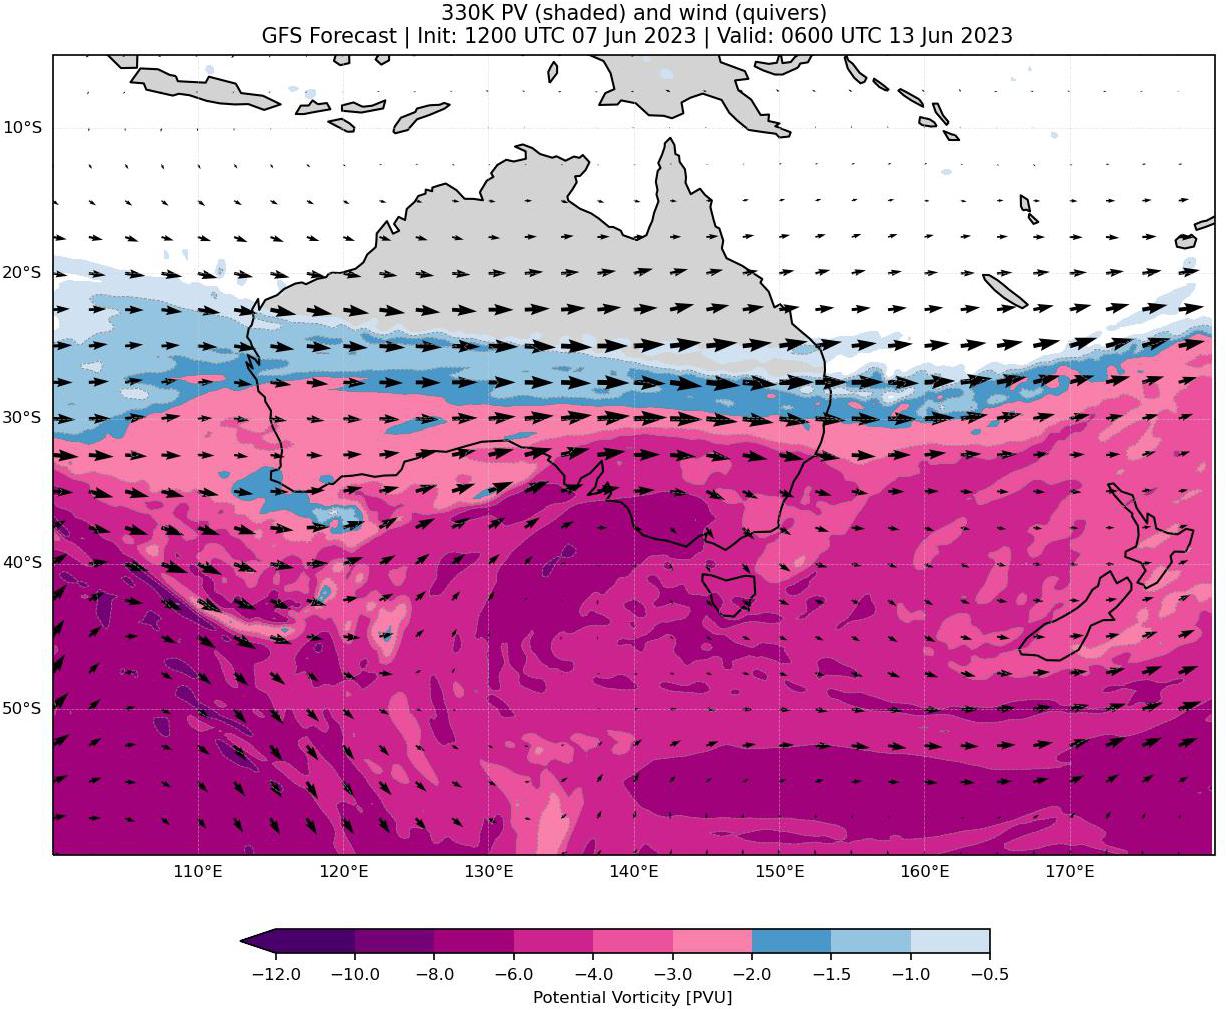 330K PV (shaded) and wind (quivers)
GFS Forecast | Init: 1200 UTC 07 Jun 2023 | Valid: 0600 UTC 13 Jun 2023
10°S
20°S
30°S
40°S
50°S
110°E 120°E 130°E 140°E 150°E 160°E 170°E
−12.0 −10.0 −8.0 −6.0 −4.0 −3.0 −2.0 −1.5 −1.0 −0.5
Potential Vorticity [PVU]